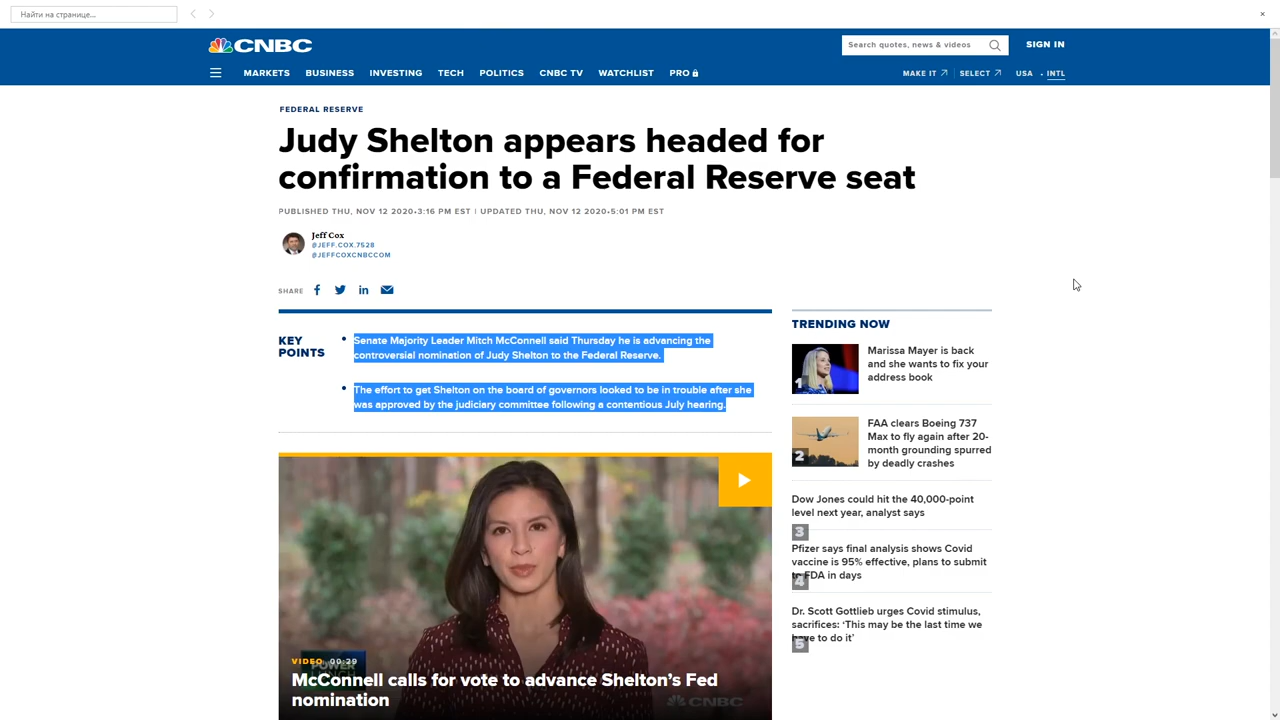 Найти на странице...
CNBC
Search quotes, news & videos
SIGN IN
MARKETS BUSINESS INVESTING TECH POLITICS CNBC TV WATCHLIST PRO
MAKE IT SELECT USA • INTL
FEDERAL RESERVE
Judy Shelton appears headed for
confirmation to a Federal Reserve seat
PUBLISHED THU, NOV 12 2020•3:16 PM EST | UPDATED THU, NOV 12 2020•5:01 PM EST
Jeff Cox
@JEFF.COX.7528
@JEFFCOXCNBCCOM
SHARE
KEY
POINTS
Senate Majority Leader Mitch McConnell said Thursday he is advancing the
controversial nomination of Judy Shelton to the Federal Reserve.
The effort to get Shelton on the board of governors looked to be in trouble after she
was approved by the judiciary committee following a contentious July hearing.
POWER
LUNCH
VIDEO 00:29
McConnell calls for vote to advance Shelton's Fed
nomination
CNBC
TRENDING NOW
1
Marissa Mayer is back
and she wants to fix your
address book
2
FAA clears Boeing 737
Max to fly again after 20-
month grounding spurred
by deadly crashes
Dow Jones could hit the 40,000-point
level next year, analyst says
3
Pfizer says final analysis shows Covid
vaccine is 95% effective, plans to submit
to FDA in days
4
Dr. Scott Gottlieb urges Covid stimulus,
sacrifices: 'This may be the last time we
have to do it'
5